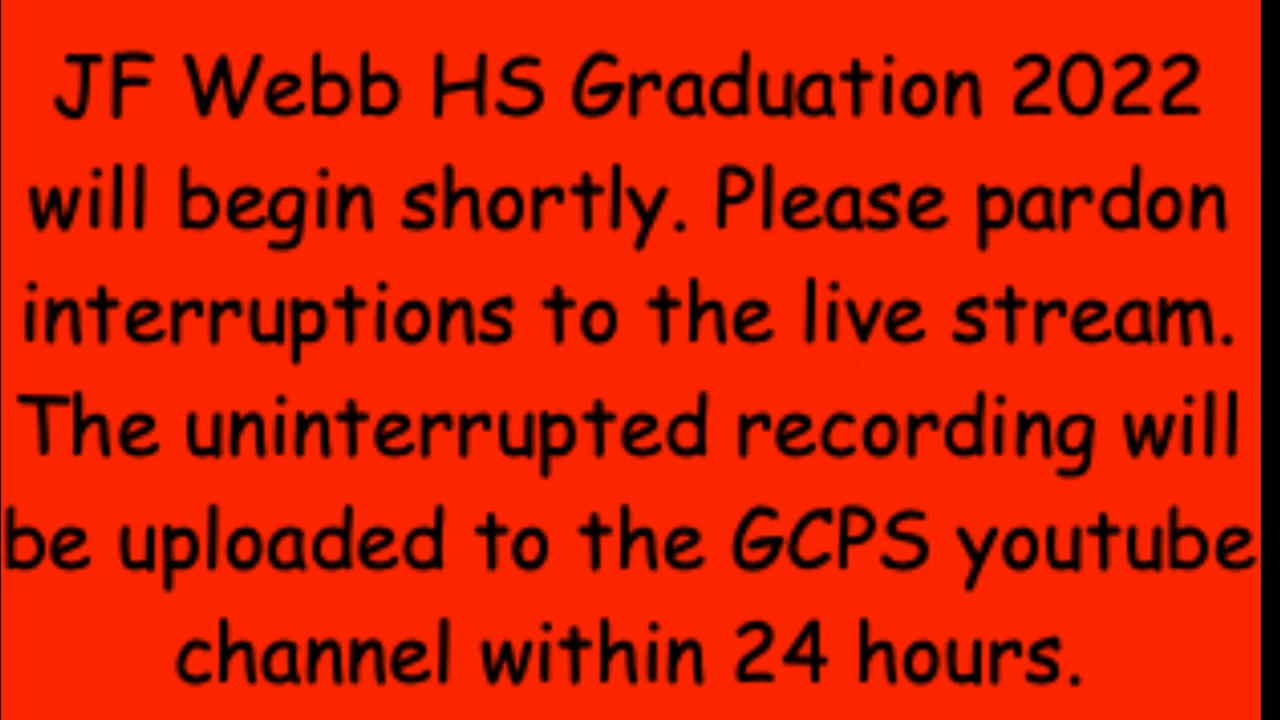 JF Webb HS Graduation 2022
will begin shortly. Please pardon
interruptions to the live stream.
The uninterrupted recording will
be uploaded to the GCPS youtube
channel within 24 hours.